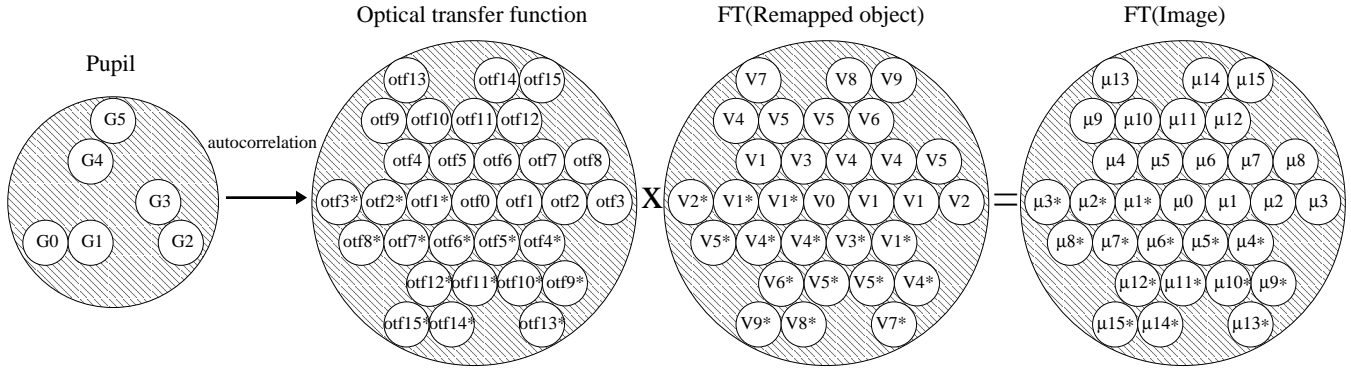 Optical transfer function
FT(Remapped object)
FT(Image)
Pupil
G5
G4
G3
G0 G1 G2
autocorrelation
otf13 otf14 otf15
otf9 otf10 otf11 otf12
otf4 otf5 otf6 otf7 otf8
otf3* otf2* otf1* otf0 otf1 otf2 otf3
otf8* otf7* otf6* otf5* otf4*
otf12* otf11* otf10* otf9*
otf15* otf14* otf13*
X
V7 V8 V9
V4 V5 V5 V6
V1 V3 V4 V4 V5
V2* V1* V1* V0 V1 V1 V2
V5* V4* V4* V3* V1*
V6* V5* V5* V4*
V9* V8* V7*
=
μ13 μ14 μ15
μ9 μ10 μ11 μ12
μ4 μ5 μ6 μ7 μ8
μ3* μ2* μ1* μ0 μ1 μ2 μ3
μ8* μ7* μ6* μ5* μ4*
μ12* μ11* μ10* μ9*
μ15* μ14* μ13*